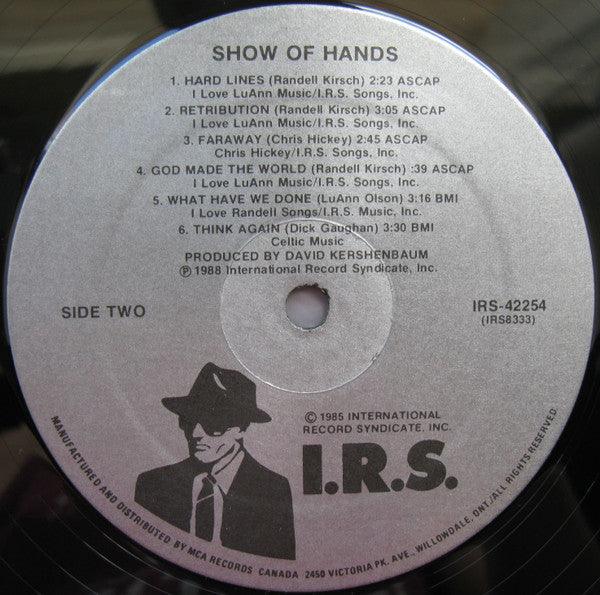 SHOW OF HANDS
1. HARD LINES (Randell Kirsch) 2:23 ASCAP
I Love LuAnn Music/I.R.S. Songs, Inc.
2. RETRIBUTION (Randell Kirsch) 3:05 ASCAP
I Love LuAnn Music/I.R.S. Songs, Inc.
3. FARAWAY (Chris Hickey) 2:45 ASCAP
Chris Hickey/I.R.S. Songs, Inc.
4. GOD MADE THE WORLD (Randell Kirsch) :39 ASCAP
I Love LuAnn Music/I.R.S. Songs, Inc.
5. WHAT HAVE WE DONE (LuAnn Olson) 3:16 BMI
I Love Randell Songs/I.R.S. Music, Inc.
6. THINK AGAIN (Dick Gaughan) 3:30 BMI
Celtic Music
PRODUCED BY DAVID KERSHENBAUM
Ⓟ 1988 International Record Syndicate, Inc.
SIDE TWO
IRS-42254
(IRS8333)
© 1985 INTERNATIONAL
RECORD SYNDICATE, INC.
I.R.S.
MANUFACTURED AND DISTRIBUTED BY MCA RECORDS CANADA 2450 VICTORIA PK. AVE., WILLOWDALE, ONT./ALL RIGHTS RESERVED.